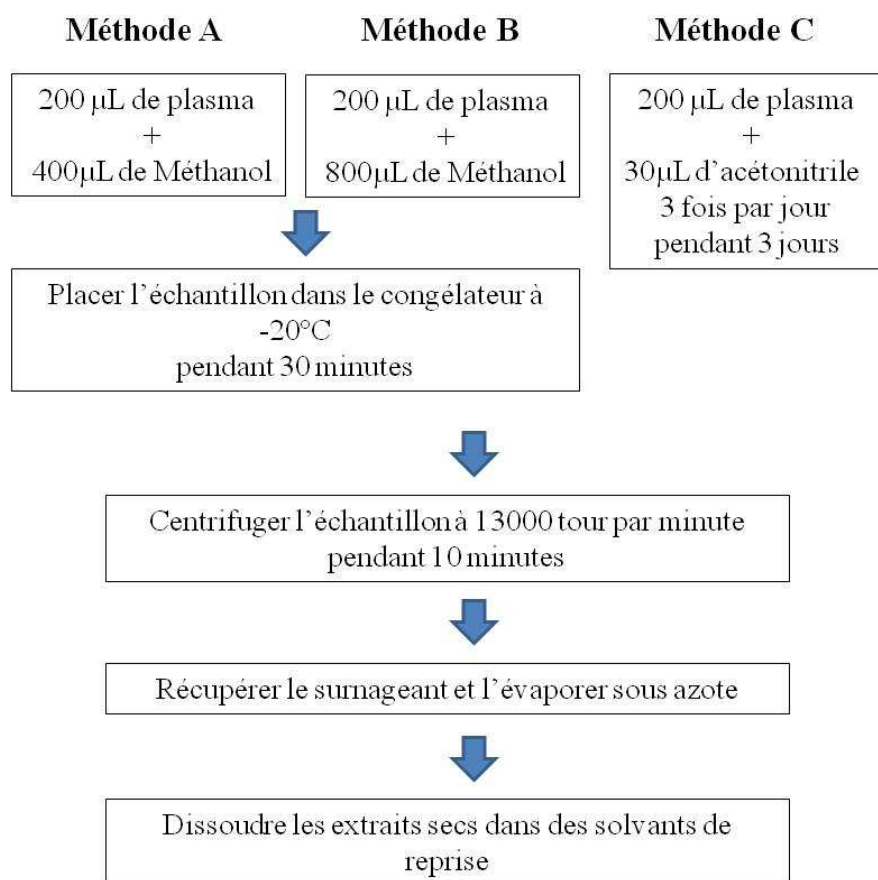 Méthode A
Méthode B
Méthode C
200 µL de plasma
+
400µL de Méthanol
200 µL de plasma
+
800µL de Méthanol
200 µL de plasma
+
30µL d’acétonitrile
3 fois par jour
pendant 3 jours
Placer l’échantillon dans le congélateur à
-20°C
pendant 30 minutes
Centrifuger l’échantillon à 13000 tour par minute
pendant 10 minutes
Récupérer le surnageant et l’évaporer sous azote
Dissoudre les extraits secs dans des solvants de
reprise